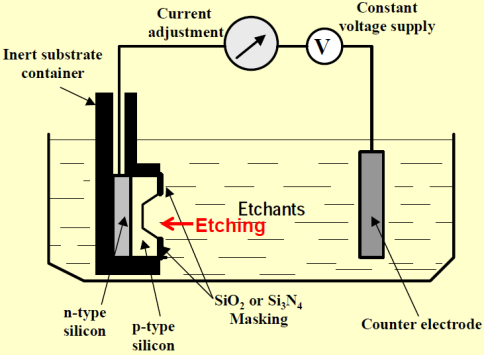 Current
adjustment
Constant
voltage supply
Inert substrate
container
V
Etchants
Etching
SiO₂ or Si₃N₄
Masking
n-type
silicon
p-type
silicon
Counter electrode